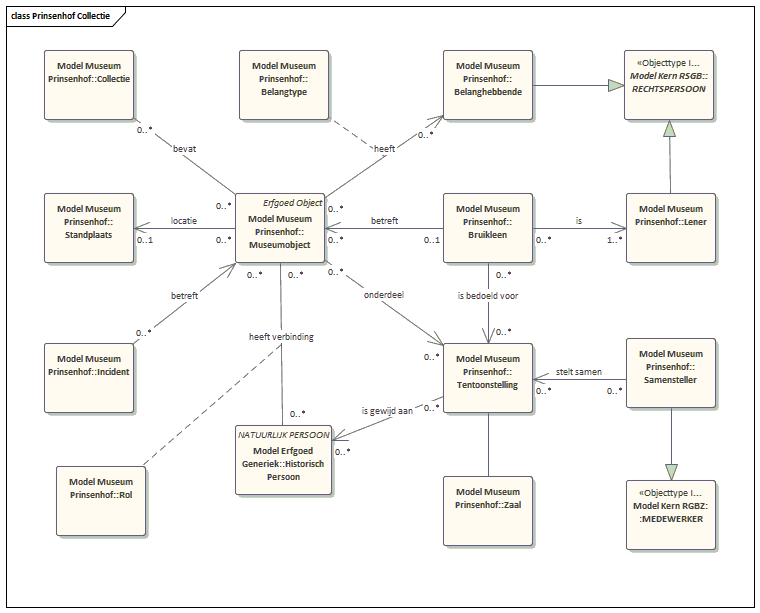 class Prinsenhof Collectie
Model Museum
Prinsenhof::Collectie
Model Museum
Prinsenhof::
Belangtype
Model Museum
Prinsenhof::
Belanghebbende
«Objecttype I...
Model Kern RSGB::
RECHTSPERSOON
0..*
bevat
0..*
heeft
0..*
0..*
Model Museum
Prinsenhof::
Standplaats
0..1
locatie
0..*
Erfgoed Object
Model Museum
Prinsenhof::
Museumobject
0..*
betreft
0..1
Model Museum
Prinsenhof::
Bruikleen
0..*
is
1..*
Model Museum
Prinsenhof::Lener
0..*
0..*
0..*
0..*
betreft
onderdeel
is bedoeld voor
0..*
heeft verbinding
0..*
0..*
Model Museum
Prinsenhof::Incident
Model Museum
Prinsenhof::
Tentoonstelling
0..*
stelt samen
0..*
Model Museum
Prinsenhof::
Samensteller
0..*
is gewijd aan
0..*
0..*
NATUURLIJK PERSOON
Model Erfgoed
Generiek::Historisch
Persoon
Model Museum
Prinsenhof::Rol
Model Museum
Prinsenhof::Zaal
«Objecttype I...
Model Kern RGBZ:
:MEDEWERKER